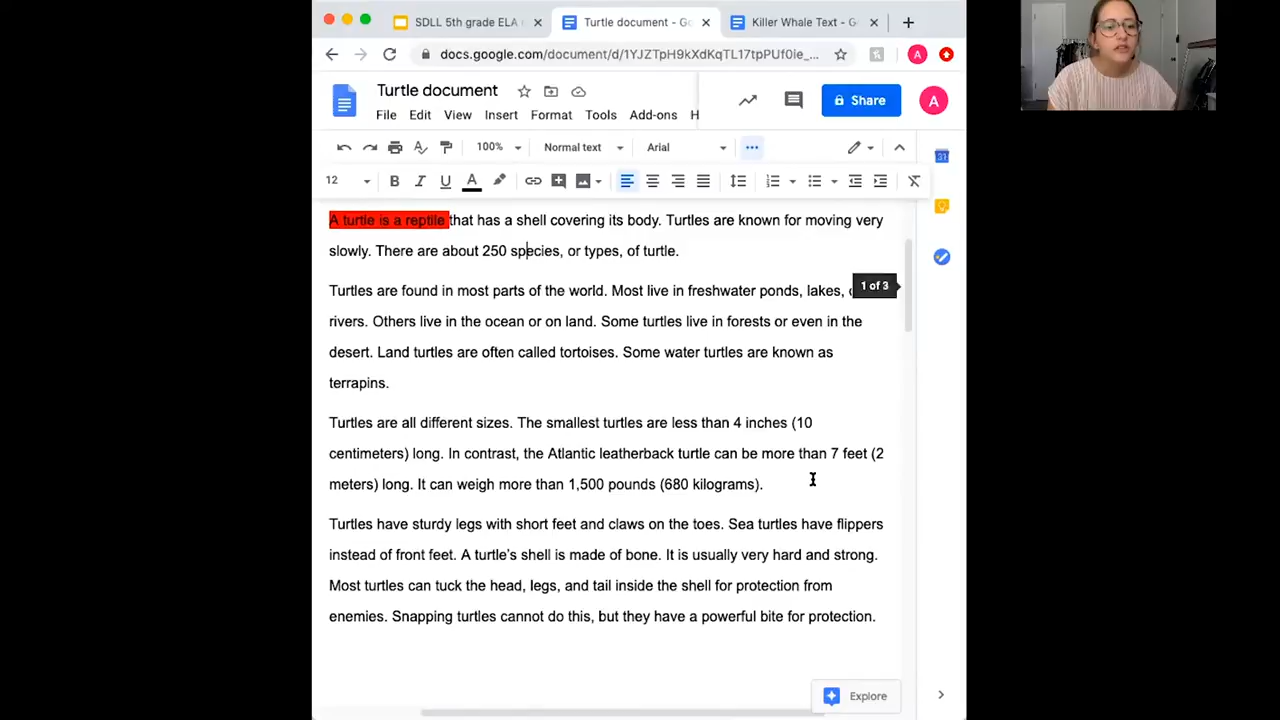 SDLL 5th grade ELA
Turtle document - Go
Killer Whale Text - G
docs.google.com/document/d/1YJZTpH9kXdKqTL17tpPUf0ie_...
A
Turtle document
Share
A
File Edit View Insert Format Tools Add-ons H
100% Normal text Arial
12 B I U A
31
A turtle is a reptile that has a shell covering its body. Turtles are known for moving very
slowly. There are about 250 species, or types, of turtle.
Turtles are found in most parts of the world. Most live in freshwater ponds, lakes,
1 of 3
rivers. Others live in the ocean or on land. Some turtles live in forests or even in the
desert. Land turtles are often called tortoises. Some water turtles are known as
terrapins.
Turtles are all different sizes. The smallest turtles are less than 4 inches (10
centimeters) long. In contrast, the Atlantic leatherback turtle can be more than 7 feet (2
meters) long. It can weigh more than 1,500 pounds (680 kilograms).
Turtles have sturdy legs with short feet and claws on the toes. Sea turtles have flippers
instead of front feet. A turtle's shell is made of bone. It is usually very hard and strong.
Most turtles can tuck the head, legs, and tail inside the shell for protection from
enemies. Snapping turtles cannot do this, but they have a powerful bite for protection.
Explore